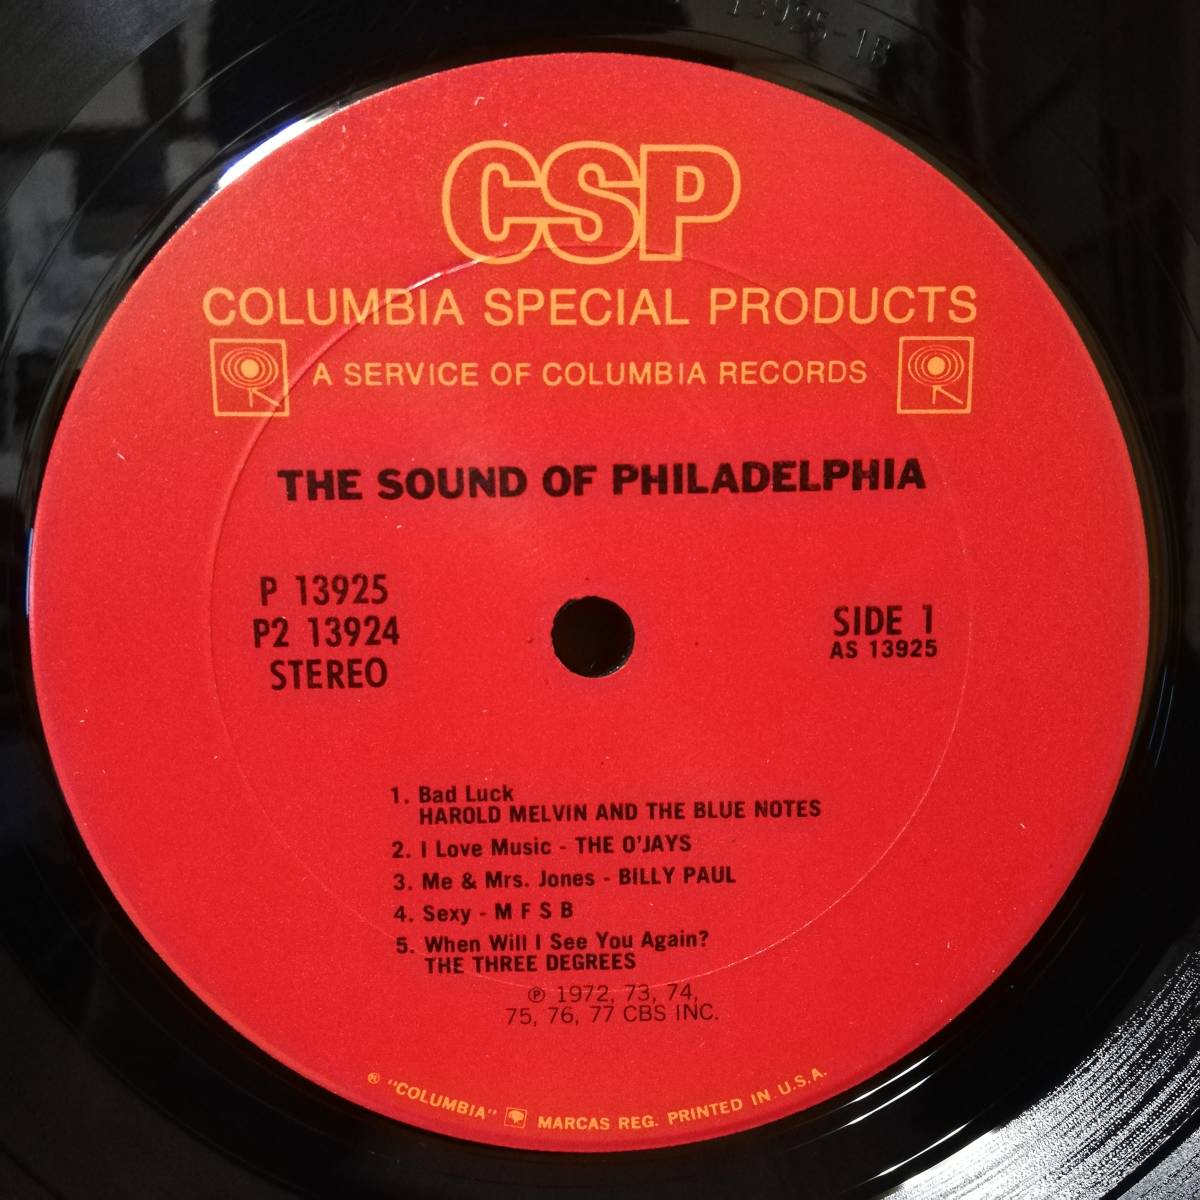 13925-1B
CSP
COLUMBIA SPECIAL PRODUCTS
A SERVICE OF COLUMBIA RECORDS
THE SOUND OF PHILADELPHIA
P 13925
P2 13924
STEREO
SIDE 1
AS 13925
1. Bad Luck
HAROLD MELVIN AND THE BLUE NOTES
2. I Love Music - THE O'JAYS
3. Me & Mrs. Jones - BILLY PAUL
4. Sexy - M F S B
5. When Will I See You Again?
THE THREE DEGREES
℗ 1972, 73, 74,
75, 76, 77 CBS INC.
® "COLUMBIA" MARCAS REG. PRINTED IN U.S.A.